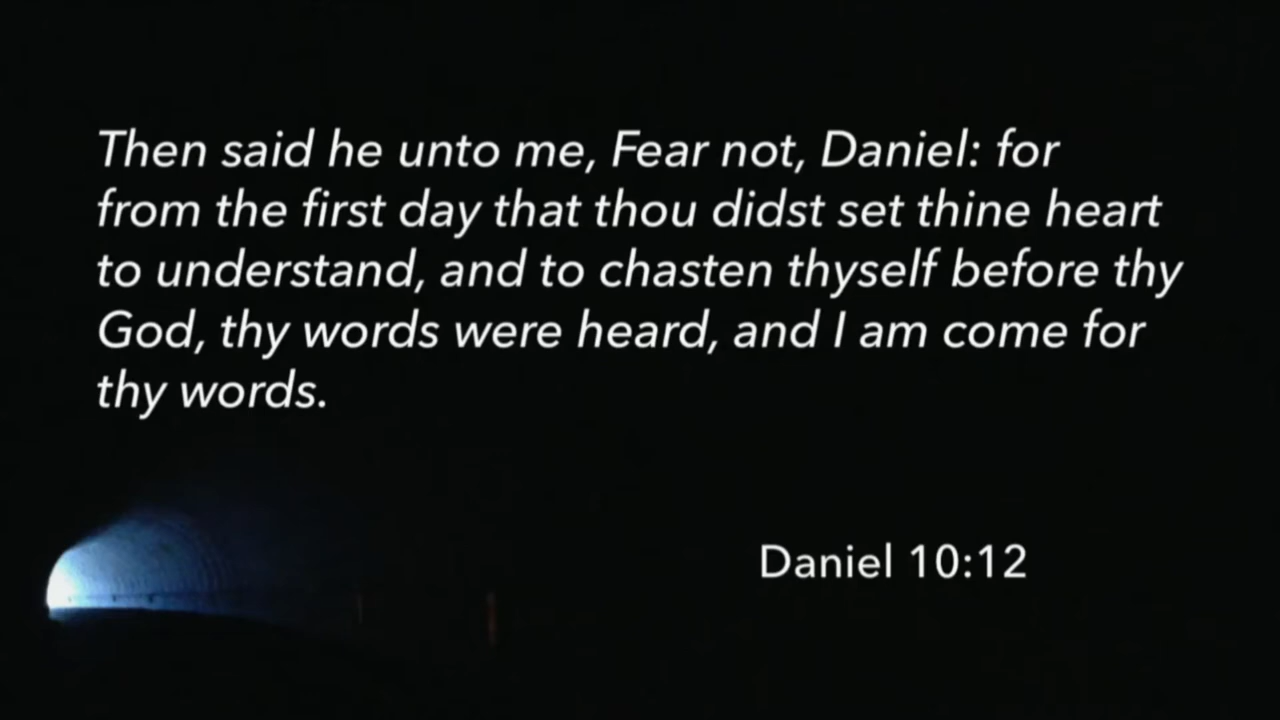 Then said he unto me, Fear not, Daniel: for
from the first day that thou didst set thine heart
to understand, and to chasten thyself before thy
God, thy words were heard, and I am come for
thy words.
Daniel 10:12